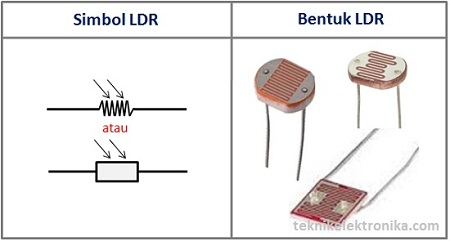 Simbol LDR
Bentuk LDR
atau
teknikelektronika.com